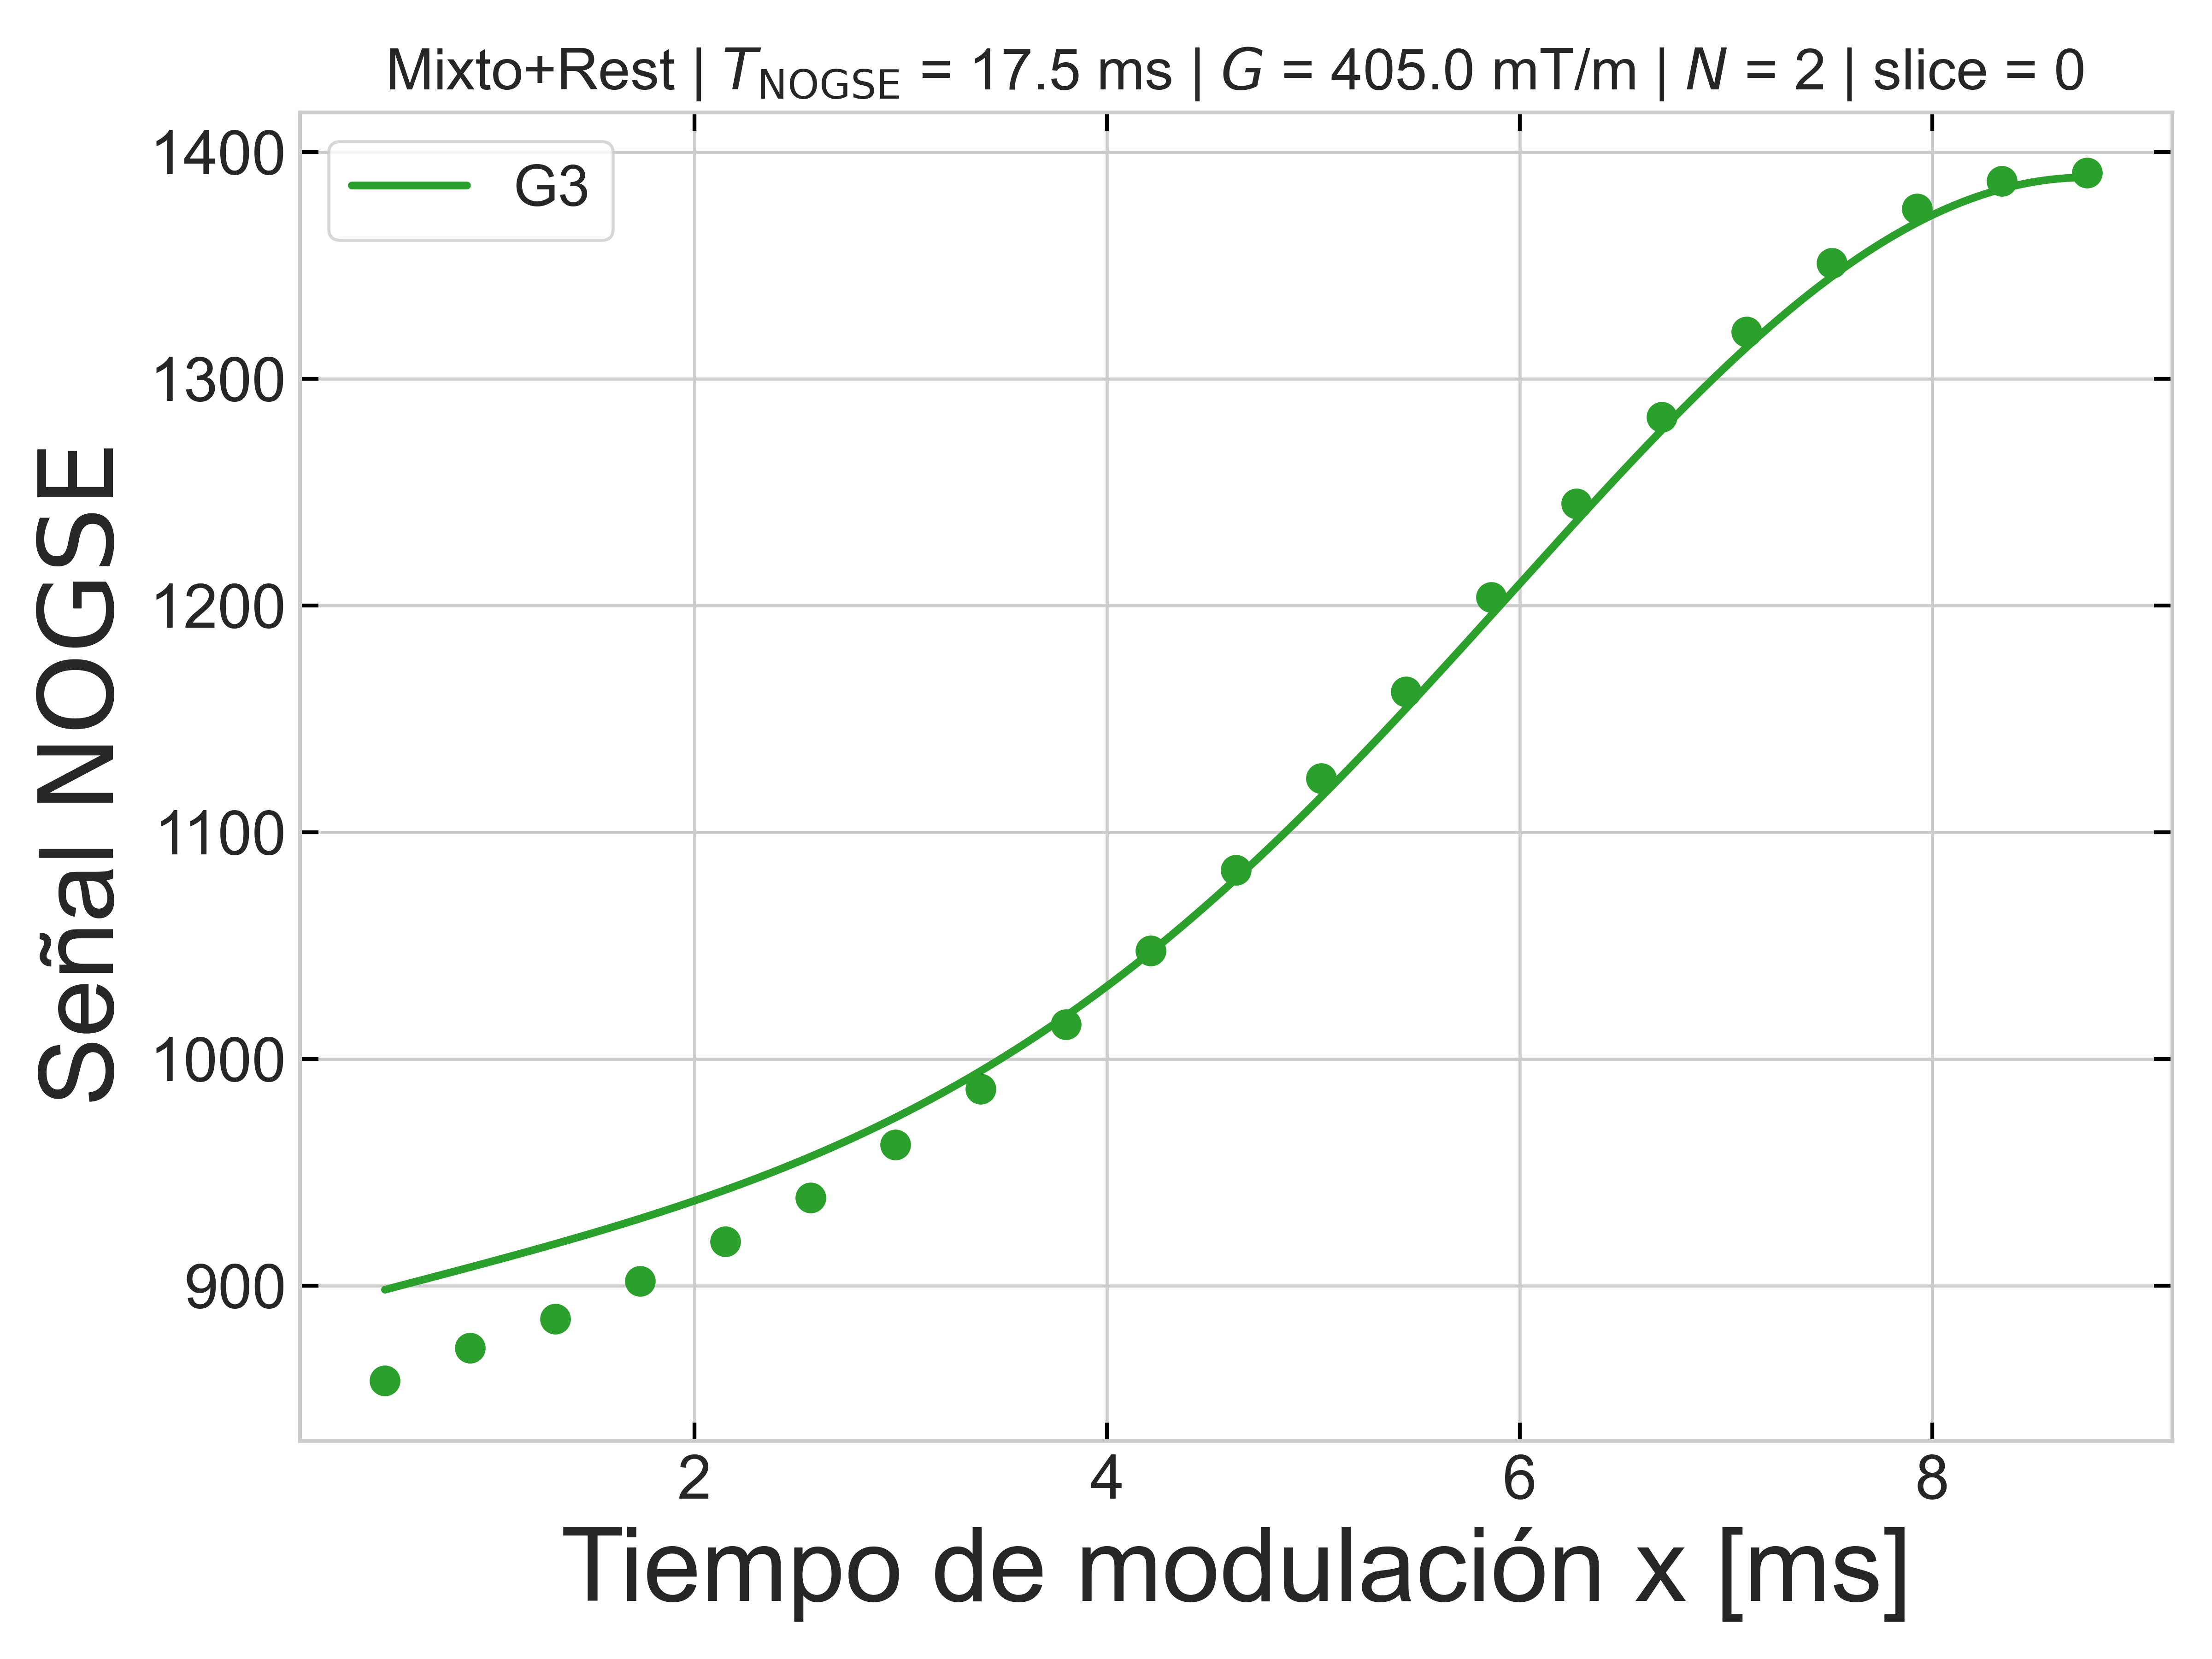 Mixto+Rest | T_NOGSE = 17.5 ms | G = 405.0 mT/m | N = 2 | slice = 0
G3
1400
1300
1200
1100
1000
900
Señal NOGSE
2 4 6 8
Tiempo de modulación x [ms]